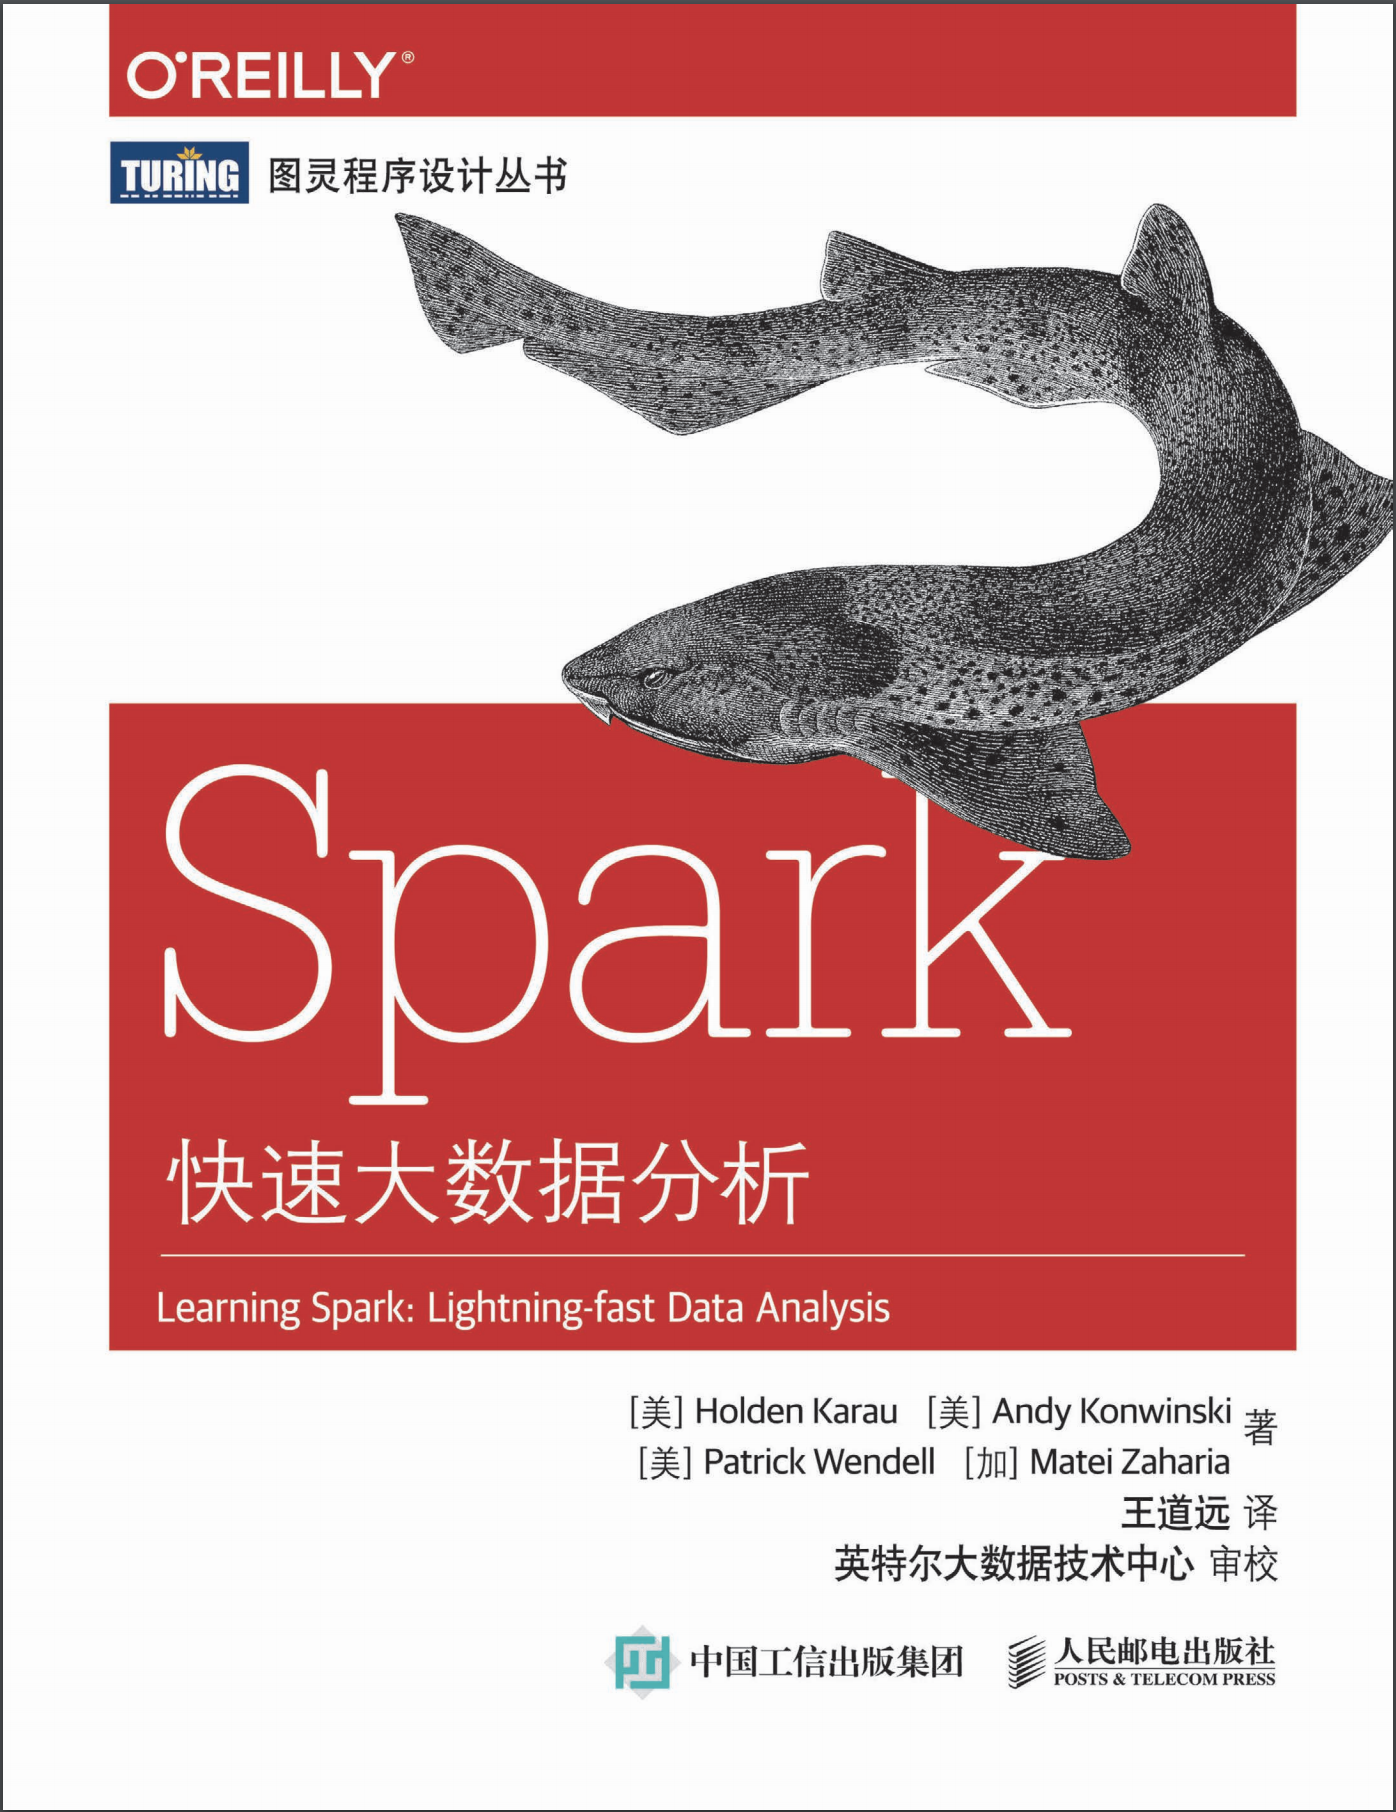 O'REILLY®
TURING 图灵程序设计丛书
Spark
快速大数据分析
Learning Spark: Lightning-fast Data Analysis
[美] Holden Karau [美] Andy Konwinski
[美] Patrick Wendell [加] Matei Zaharia 著
王道远 译
英特尔大数据技术中心 审校
中国工信出版集团 人民邮电出版社
POSTS & TELECOM PRESS